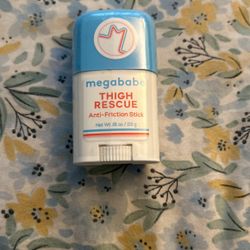 megababe
THIGH
RESCUE
Anti-Friction Stick